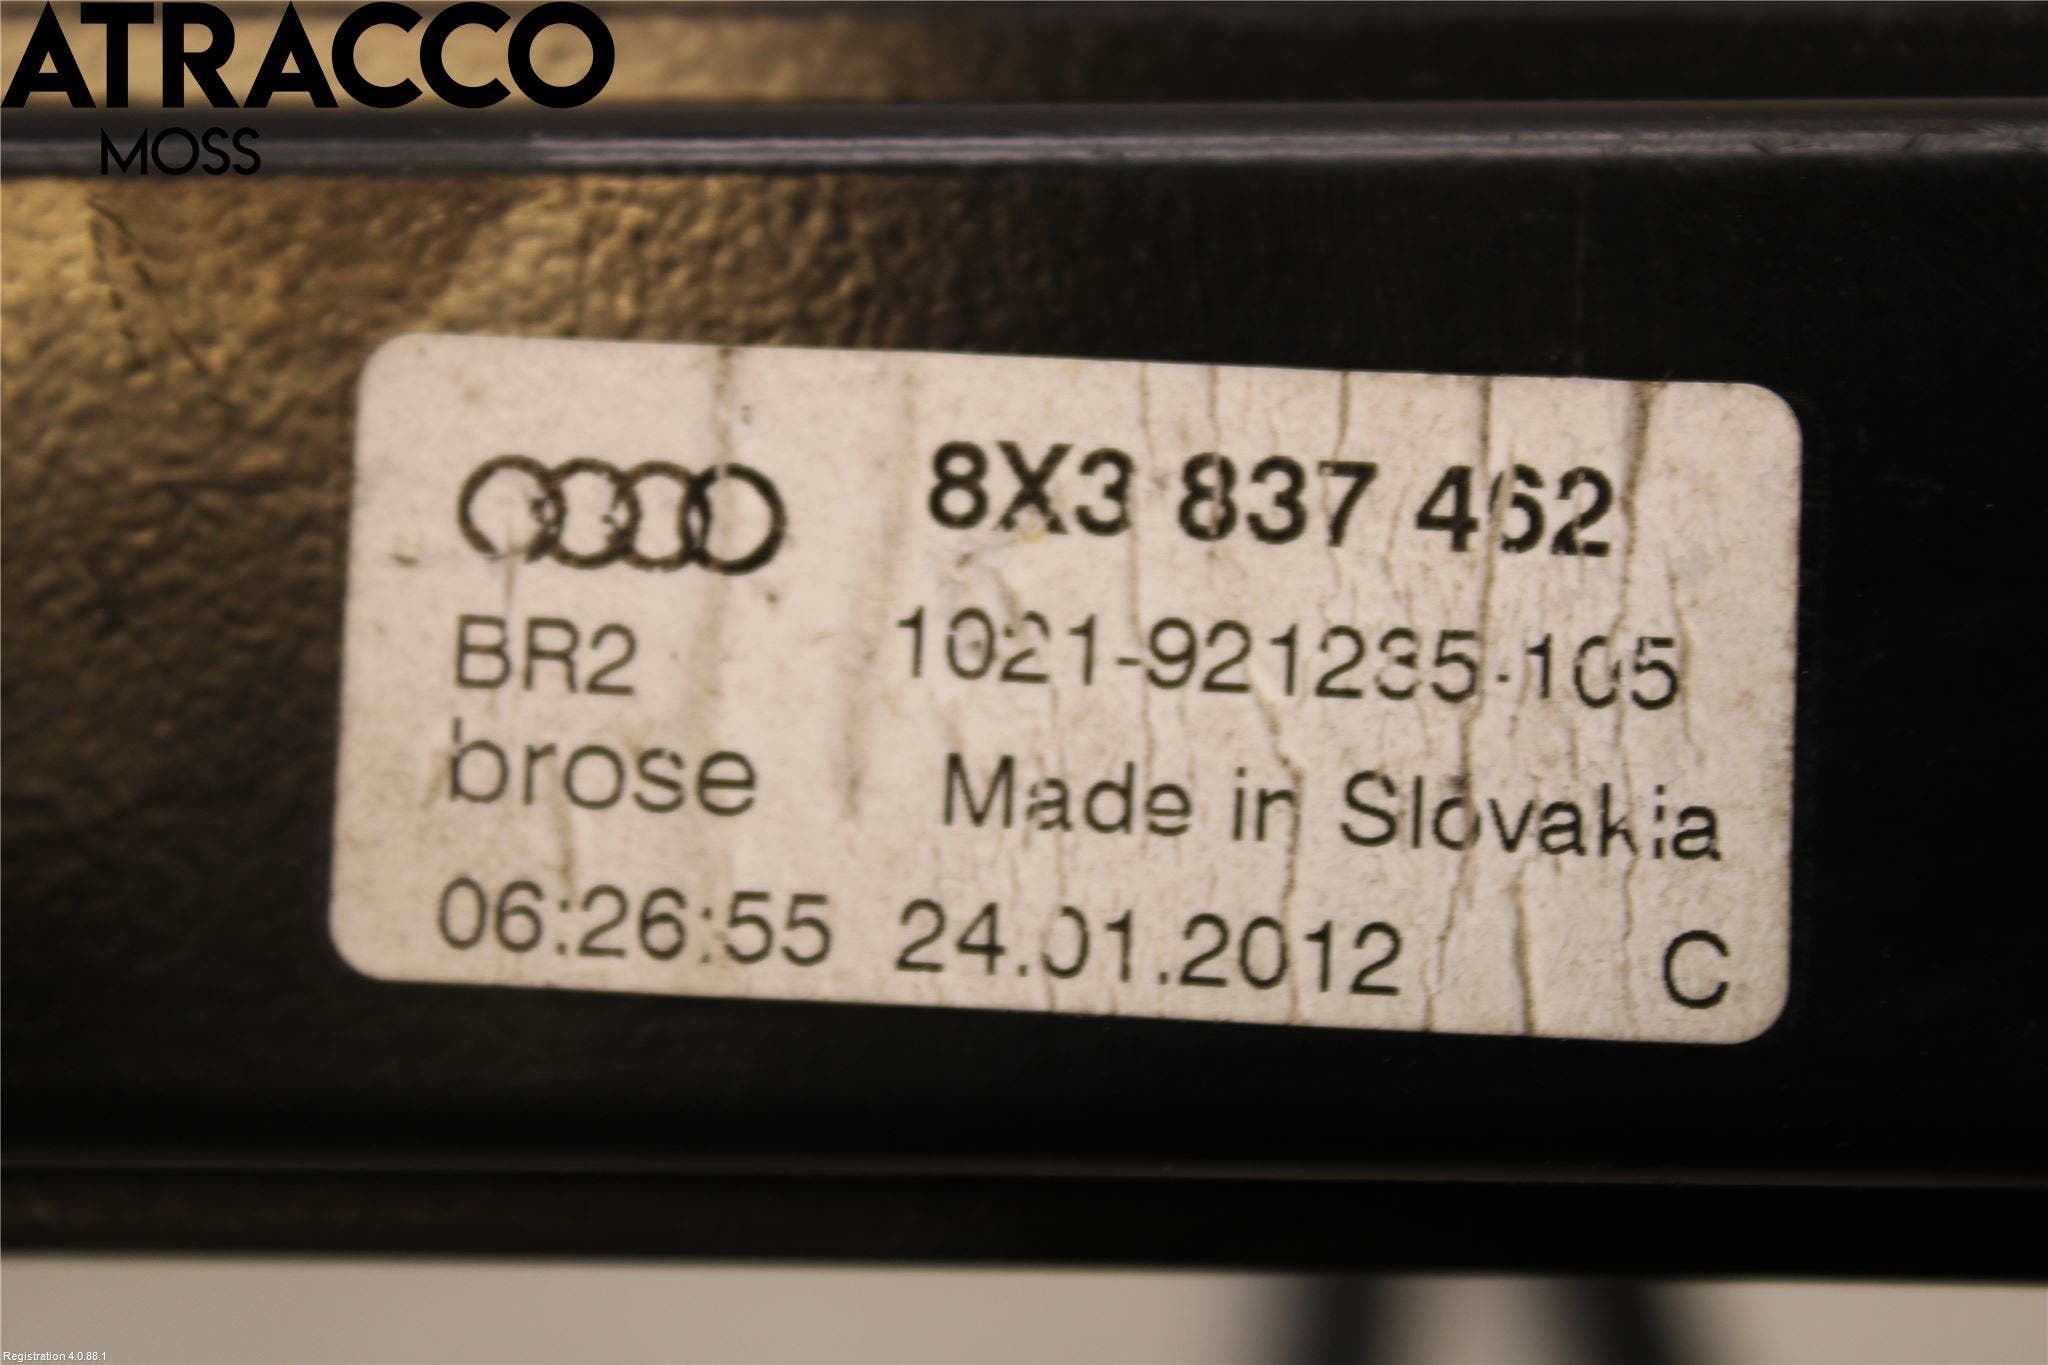 ATRACCO
MOSS
8X3 837 462
BR2 1021-921235-105
brose Made in Slovakia
06:26:55 24.01.2012 C
Registration 4.0.88.1